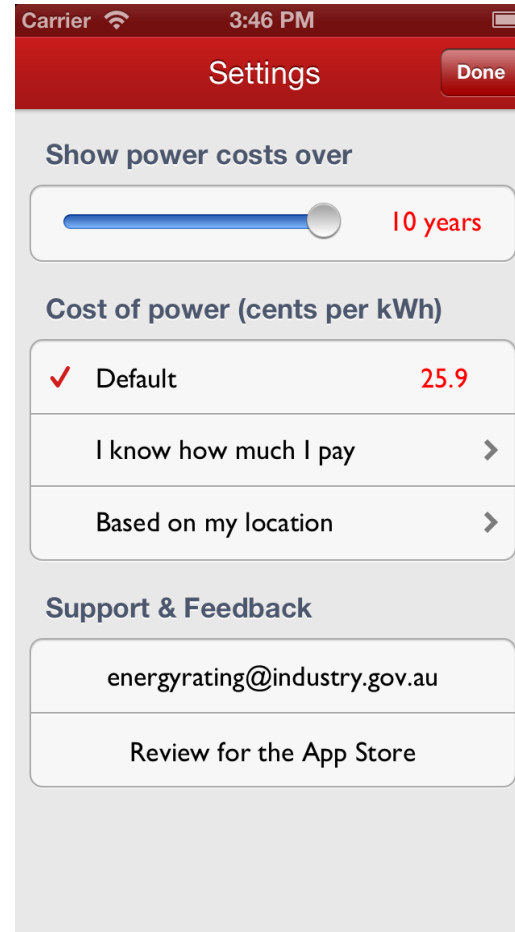 Carrier 3:46 PM
Settings Done
Show power costs over
10 years
Cost of power (cents per kWh)
Default 25.9
I know how much I pay
Based on my location
Support & Feedback
energyrating@industry.gov.au
Review for the App Store